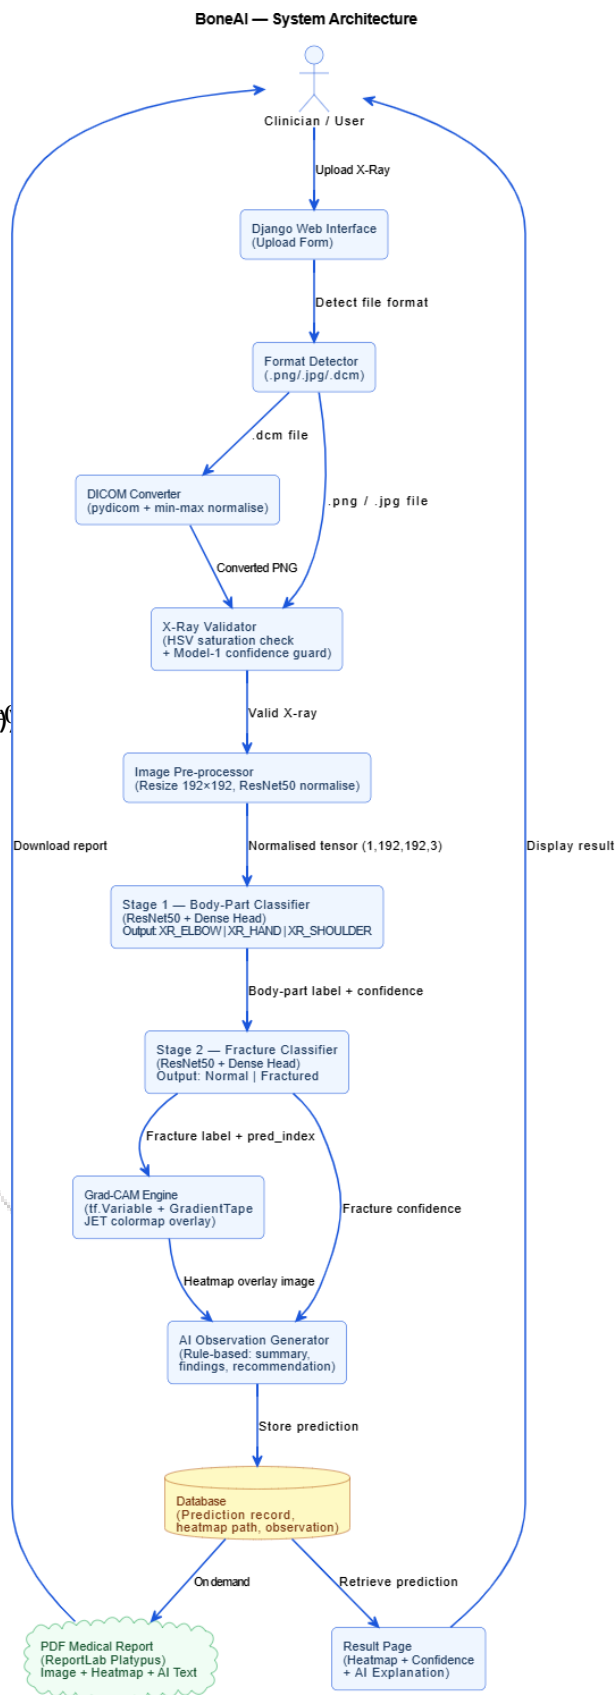 BoneAI — System Architecture
Clinician / User
Upload X-Ray
Django Web Interface
(Upload Form)
Detect file format
Format Detector
(.png/.jpg/.dcm)
.dcm file
DICOM Converter
(pydicom + min-max normalise)
.png / .jpg file
Converted PNG
X-Ray Validator
(HSV saturation check
+ Model-1 confidence guard)
Valid X-ray
Image Pre-processor
(Resize 192×192, ResNet50 normalise)
Download report
Normalised tensor (1,192,192,3)
Display result
Stage 1 — Body-Part Classifier
(ResNet50 + Dense Head)
Output: XR_ELBOW | XR_HAND | XR_SHOULDER
Body-part label + confidence
Stage 2 — Fracture Classifier
(ResNet50 + Dense Head)
Output: Normal | Fractured
Fracture label + pred_index
Grad-CAM Engine
(tf.Variable + GradientTape
JET colormap overlay)
Fracture confidence
Heatmap overlay image
AI Observation Generator
(Rule-based: summary,
findings, recommendation)
Store prediction
Database
(Prediction record,
heatmap path, observation)
On demand
Retrieve prediction
PDF Medical Report
(ReportLab Platypus)
Image + Heatmap + AI Text
Result Page
(Heatmap + Confidence
+ AI Explanation)